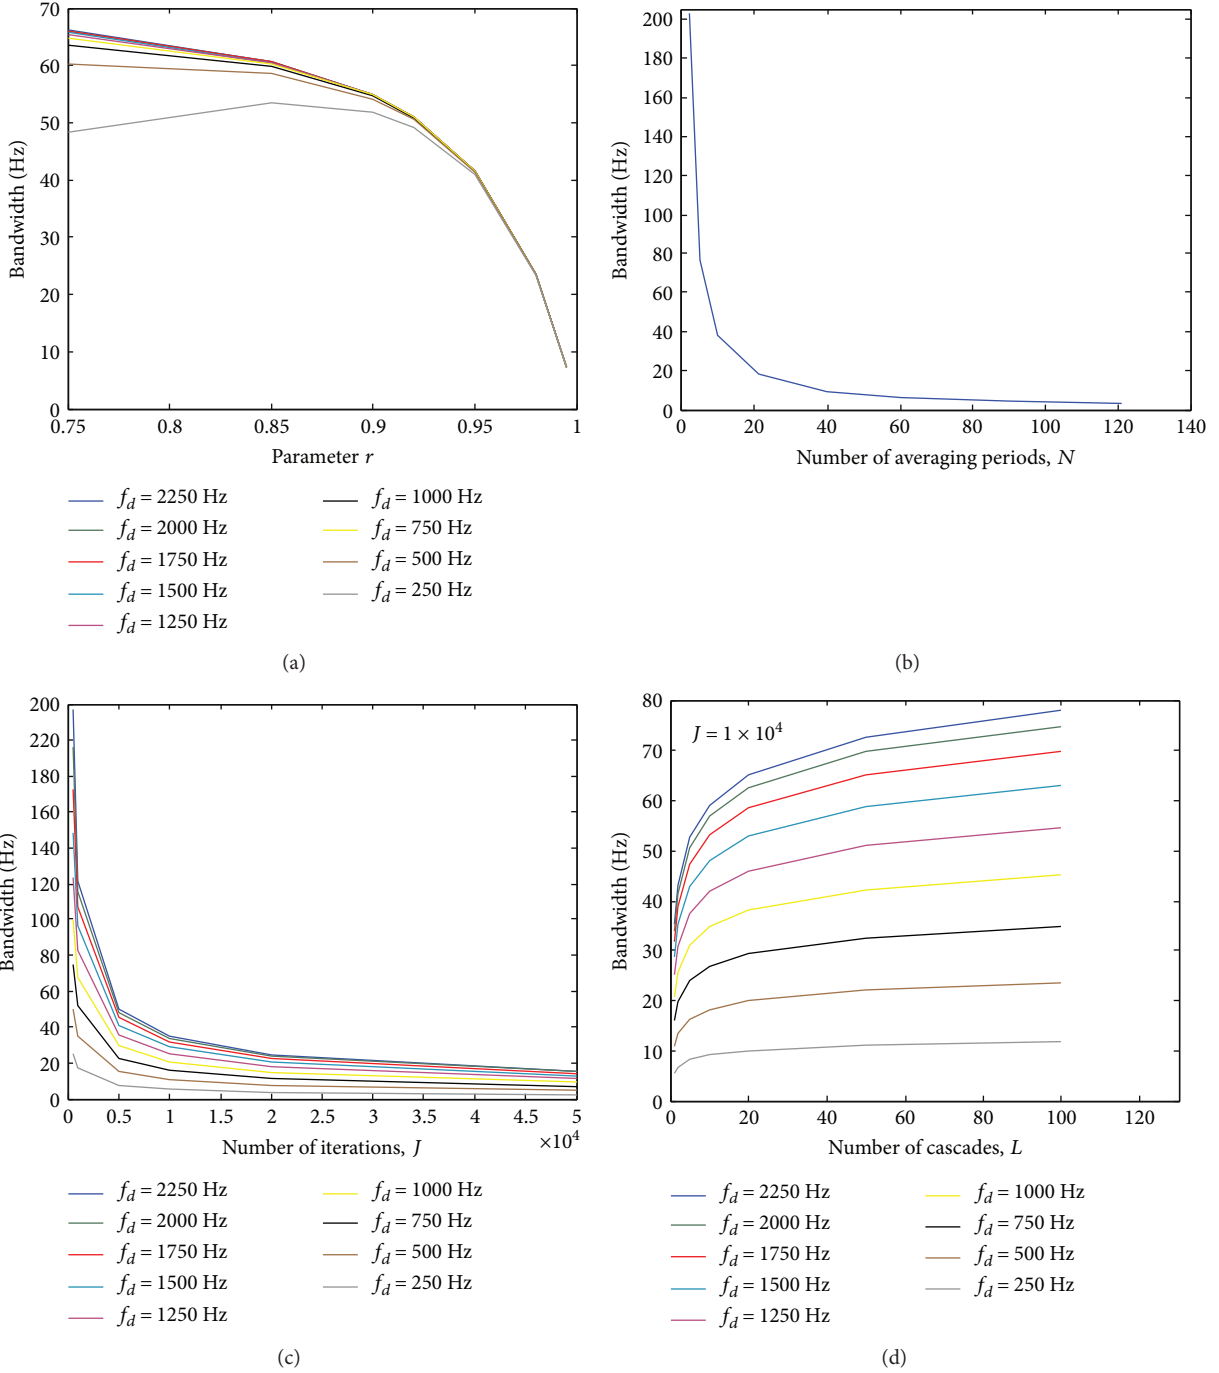 70
60
50
40
30
20
10
0
Bandwidth (Hz)
0.75 0.8 0.85 0.9 0.95 1
Parameter r
f_d = 2250 Hz
f_d = 2000 Hz
f_d = 1750 Hz
f_d = 1500 Hz
f_d = 1250 Hz
f_d = 1000 Hz
f_d = 750 Hz
f_d = 500 Hz
f_d = 250 Hz
(a)
200
180
160
140
120
100
80
60
40
20
0
Bandwidth (Hz)
0 20 40 60 80 100 120 140
Number of averaging periods, N
(b)
200
220
180
160
140
120
100
80
60
40
20
0
Bandwidth (Hz)
0 0.5 1 1.5 2 2.5 3 3.5 4 4.5 5
×10⁴
Number of iterations, J
f_d = 2250 Hz
f_d = 2000 Hz
f_d = 1750 Hz
f_d = 1500 Hz
f_d = 1250 Hz
f_d = 1000 Hz
f_d = 750 Hz
f_d = 500 Hz
f_d = 250 Hz
(c)
80
70
60
50
40
30
20
10
0
Bandwidth (Hz)
J = 1 × 10⁴
0 20 40 60 80 100 120
Number of cascades, L
f_d = 2250 Hz
f_d = 2000 Hz
f_d = 1750 Hz
f_d = 1500 Hz
f_d = 1250 Hz
f_d = 1000 Hz
f_d = 750 Hz
f_d = 500 Hz
f_d = 250 Hz
(d)